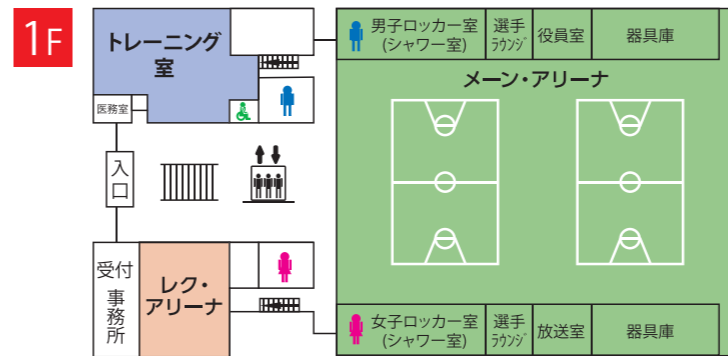 1F
トレーニング
室
医務室
入
口
受付
事
務
所
レク・
アリーナ
男子ロッカー室
(シャワー室)
選手
ラウンジ
役員室
器具庫
メーン・アリーナ
女子ロッカー室
(シャワー室)
選手
ラウンジ
放送室
器具庫